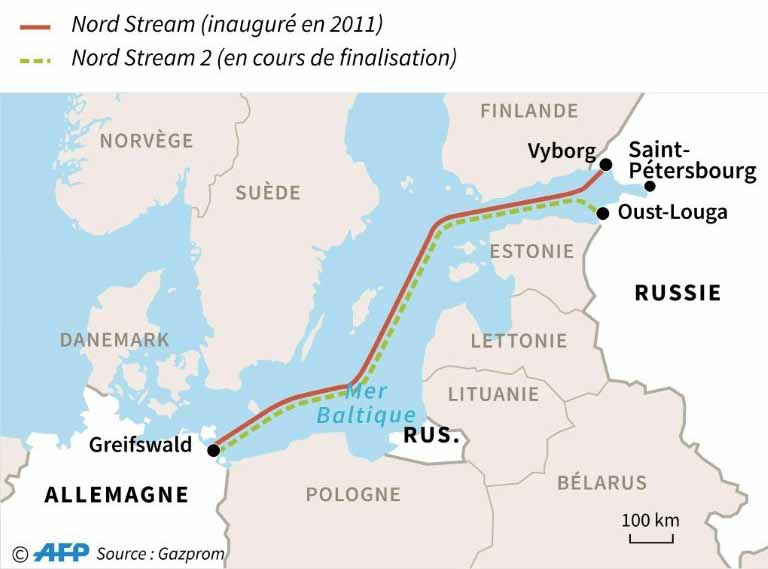 Nord Stream (inauguré en 2011)
Nord Stream 2 (en cours de finalisation)
FINLANDE
NORVÈGE
Vyborg
Saint-
Pétersbourg
SUÈDE
Oust-Louga
ESTONIE
RUSSIE
DANEMARK
LETTONIE
Mer
Baltique
LITUANIE
RUS.
Greifswald
ALLEMAGNE
POLOGNE
BÉLARUS
100 km
© AFP Source : Gazprom